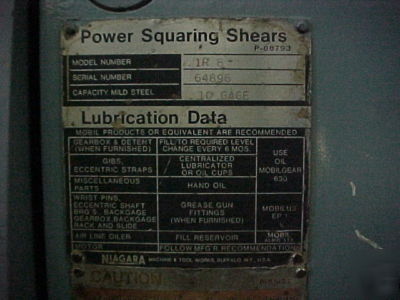 Power Squaring Shears
P-08793
MODEL NUMBER 1R 6-
SERIAL NUMBER 64896
CAPACITY MILD STEEL 10 GAGE
Lubrication Data
MOBIL PRODUCTS OR EQUIVALENT ARE RECOMMENDED
GEARBOX & DETENT FILL TO REQUIRED LEVEL
(WHEN FURNISHED) CHANGE EVERY 6 MOS. USE
GIBS, CENTRALIZED OIL
ECCENTRIC STRAPS LUBRICATOR MOBILGEAR
OR OIL CUPS 630
MISCELLANEOUS
PARTS HAND OIL
WRIST PINS,
ECCENTRIC SHAFT GREASE GUN MOBILUX
BRG'S, BACKGAGE FITTINGS EP 1
GEARBOX BACKGAGE (WHEN FURNISHED)
RACK AND SLIDE
AIR LINE OILER FILL RESERVOIR MOBIL
MOTOR FOLLOW MFG'R. RECOMMENDATION
NIAGARA MACHINE & TOOL WORKS, BUFFALO, N.Y., U.S.A.
CAUTION